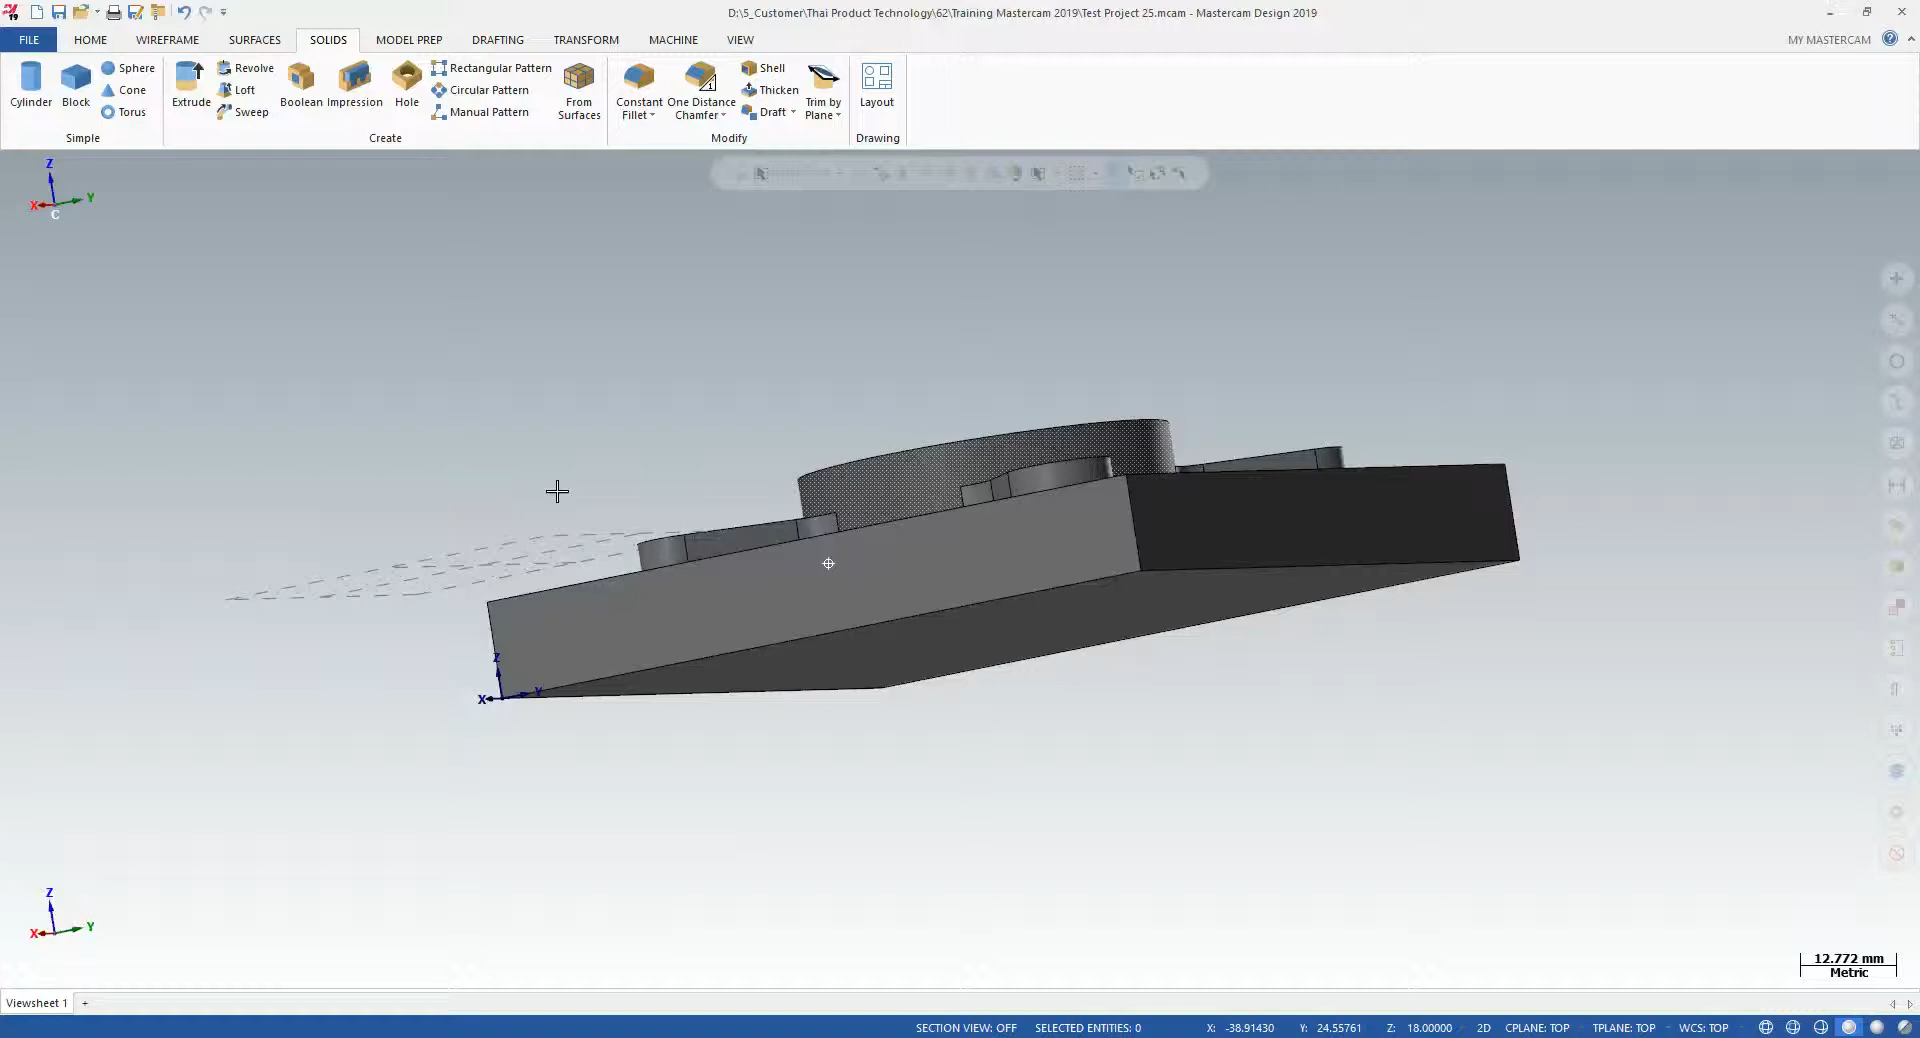 19
D:\5_Customer\Thai Product Technology\62\Training Mastercam 2019\Test Project 25.mcam - Mastercam Design 2019
FILE HOME WIREFRAME SURFACES SOLIDS MODEL PREP DRAFTING TRANSFORM MACHINE VIEW MY MASTERCAM
Cylinder
Block
Sphere
Cone
Torus
Simple
Extrude
Revolve
Loft
Sweep
Boolean
Impression
Hole
Rectangular Pattern
Circular Pattern
Manual Pattern
From
Surfaces
Create
Constant
Fillet
One Distance
Chamfer
Shell
Thicken
Draft
Trim by
Plane
Modify
Layout
Drawing
Z
X Y
C
Z
X Y
Z
X Y
12.772 mm
Metric
Viewsheet 1 +
SECTION VIEW: OFF SELECTED ENTITIES: 0 X: -38.91430 Y: 24.55761 Z: 18.00000 2D CPLANE: TOP TPLANE: TOP WCS: TOP